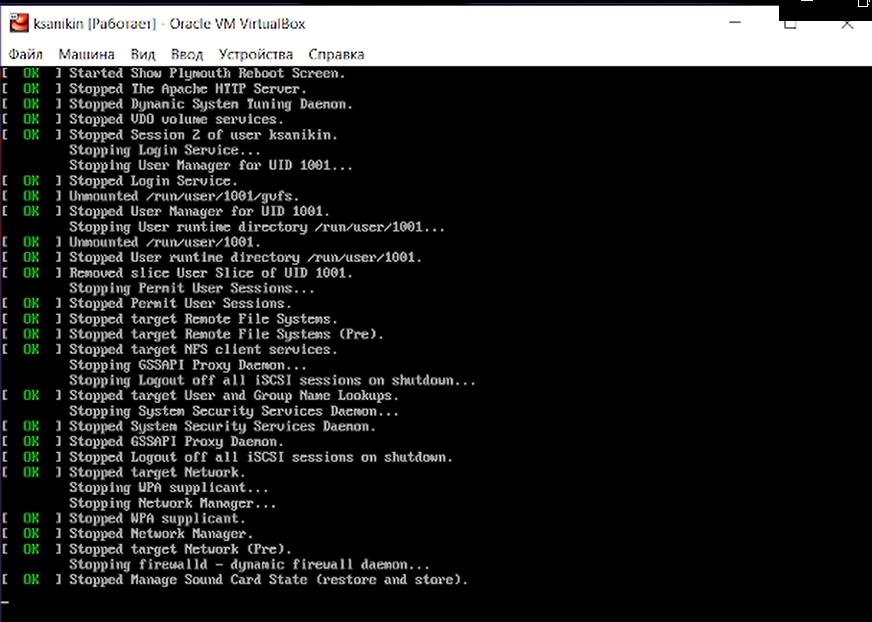 ksanikin [Работает] - Oracle VM VirtualBox
Файл Машина Вид Ввод Устройства Справка
[ OK ] Started Show Plymouth Reboot Screen.
[ OK ] Stopped The Apache HTTP Server.
[ OK ] Stopped Dynamic System Tuning Daemon.
[ OK ] Stopped VDO volume services.
[ OK ] Stopped Session 2 of user ksanikin.
Stopping Login Service...
Stopping User Manager for UID 1001...
[ OK ] Stopped Login Service.
[ OK ] Unmounted /run/user/1001/gvfs.
[ OK ] Stopped User Manager for UID 1001.
Stopping User runtime directory /run/user/1001...
[ OK ] Unmounted /run/user/1001.
[ OK ] Stopped User runtime directory /run/user/1001.
[ OK ] Removed slice User Slice of UID 1001.
Stopping Permit User Sessions...
[ OK ] Stopped Permit User Sessions.
[ OK ] Stopped target Remote File Systems.
[ OK ] Stopped target Remote File Systems (Pre).
[ OK ] Stopped target NFS client services.
Stopping GSSAPI Proxy Daemon...
Stopping Logout off all iSCSI sessions on shutdown...
[ OK ] Stopped target User and Group Name Lookups.
Stopping System Security Services Daemon...
[ OK ] Stopped System Security Services Daemon.
[ OK ] Stopped GSSAPI Proxy Daemon.
[ OK ] Stopped Logout off all iSCSI sessions on shutdown.
[ OK ] Stopped target Network.
Stopping WPA supplicant...
Stopping Network Manager...
[ OK ] Stopped WPA supplicant.
[ OK ] Stopped Network Manager.
[ OK ] Stopped target Network (Pre).
Stopping firewalld - dynamic firewall daemon...
[ OK ] Stopped Manage Sound Card State (restore and store).